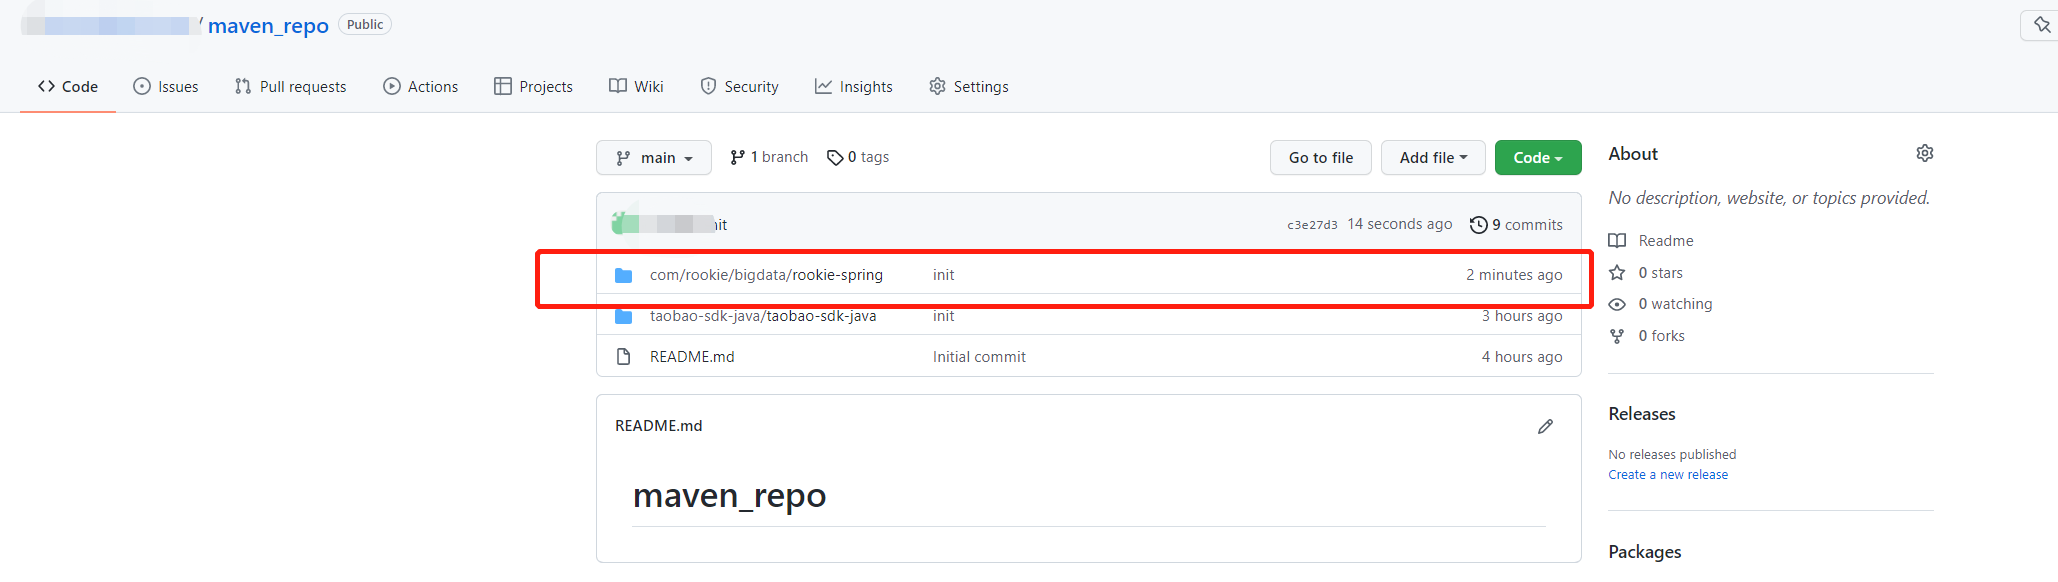 / maven_repo Public
Code Issues Pull requests Actions Projects Wiki Security Insights Settings
main 1 branch 0 tags Go to file Add file Code
c3e27d3 14 seconds ago 9 commits
com/rookie/bigdata/rookie-spring init 2 minutes ago
taobao-sdk-java/taobao-sdk-java init 3 hours ago
README.md Initial commit 4 hours ago
README.md
maven_repo
About
No description, website, or topics provided.
Readme
0 stars
0 watching
0 forks
Releases
No releases published
Create a new release
Packages